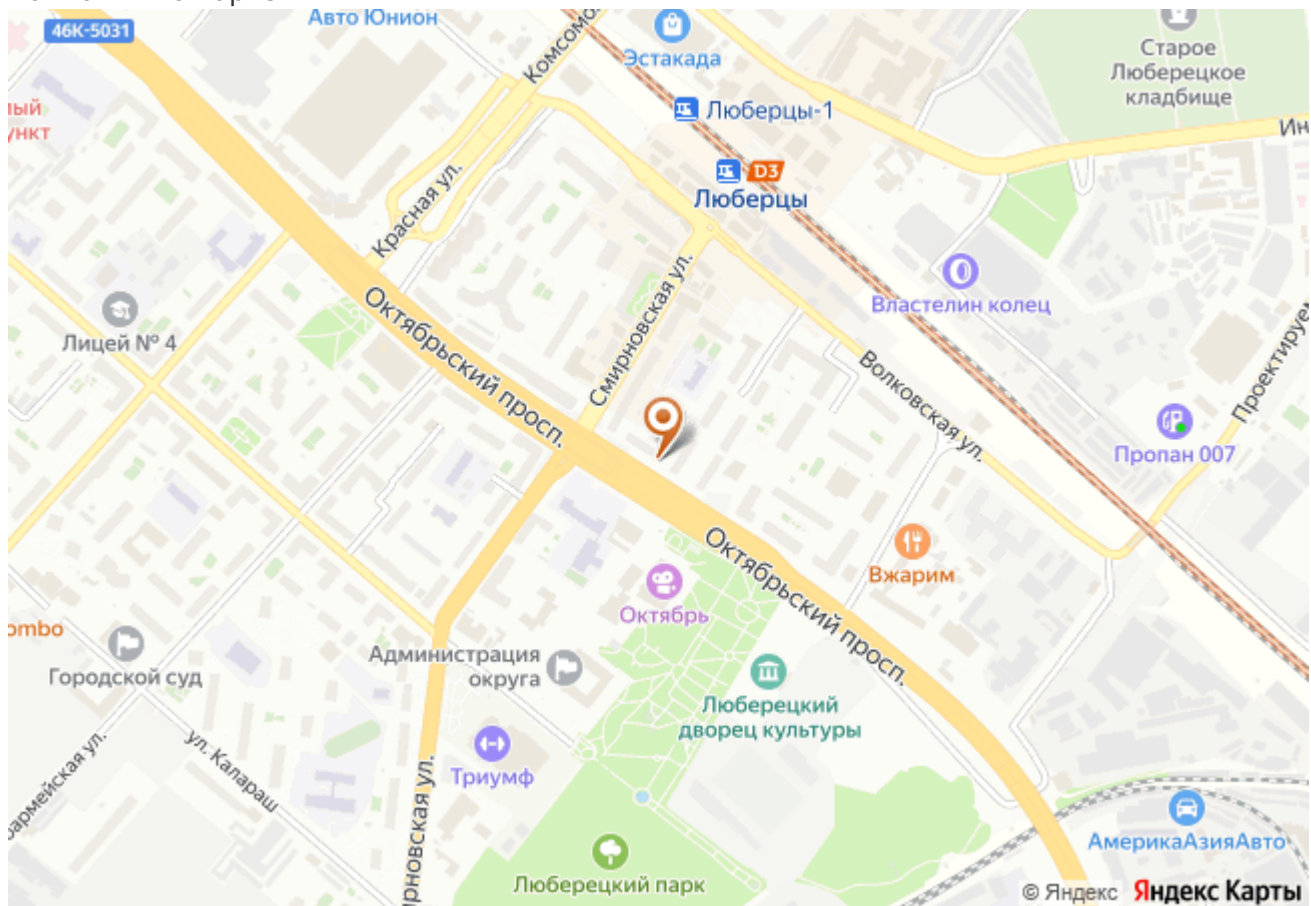 Авто Юнион
46К-5031
Эстакада
Старое
Люберецкое
кладбище
Люберцы-1
D3
Люберцы
Красная ул.
Властелин колец
Лицей № 4
Октябрьский просп.
Смирновская ул.
Волковская ул.
Пропан 007
Октябрьский просп.
Вжарим
Октябрь
Городской суд
Администрация
округа
Люберецкий
дворец культуры
ул. Калараш
Триумф
АмерикаАзияАвто
Люберецкий парк
© Яндекс Яндекс Карты